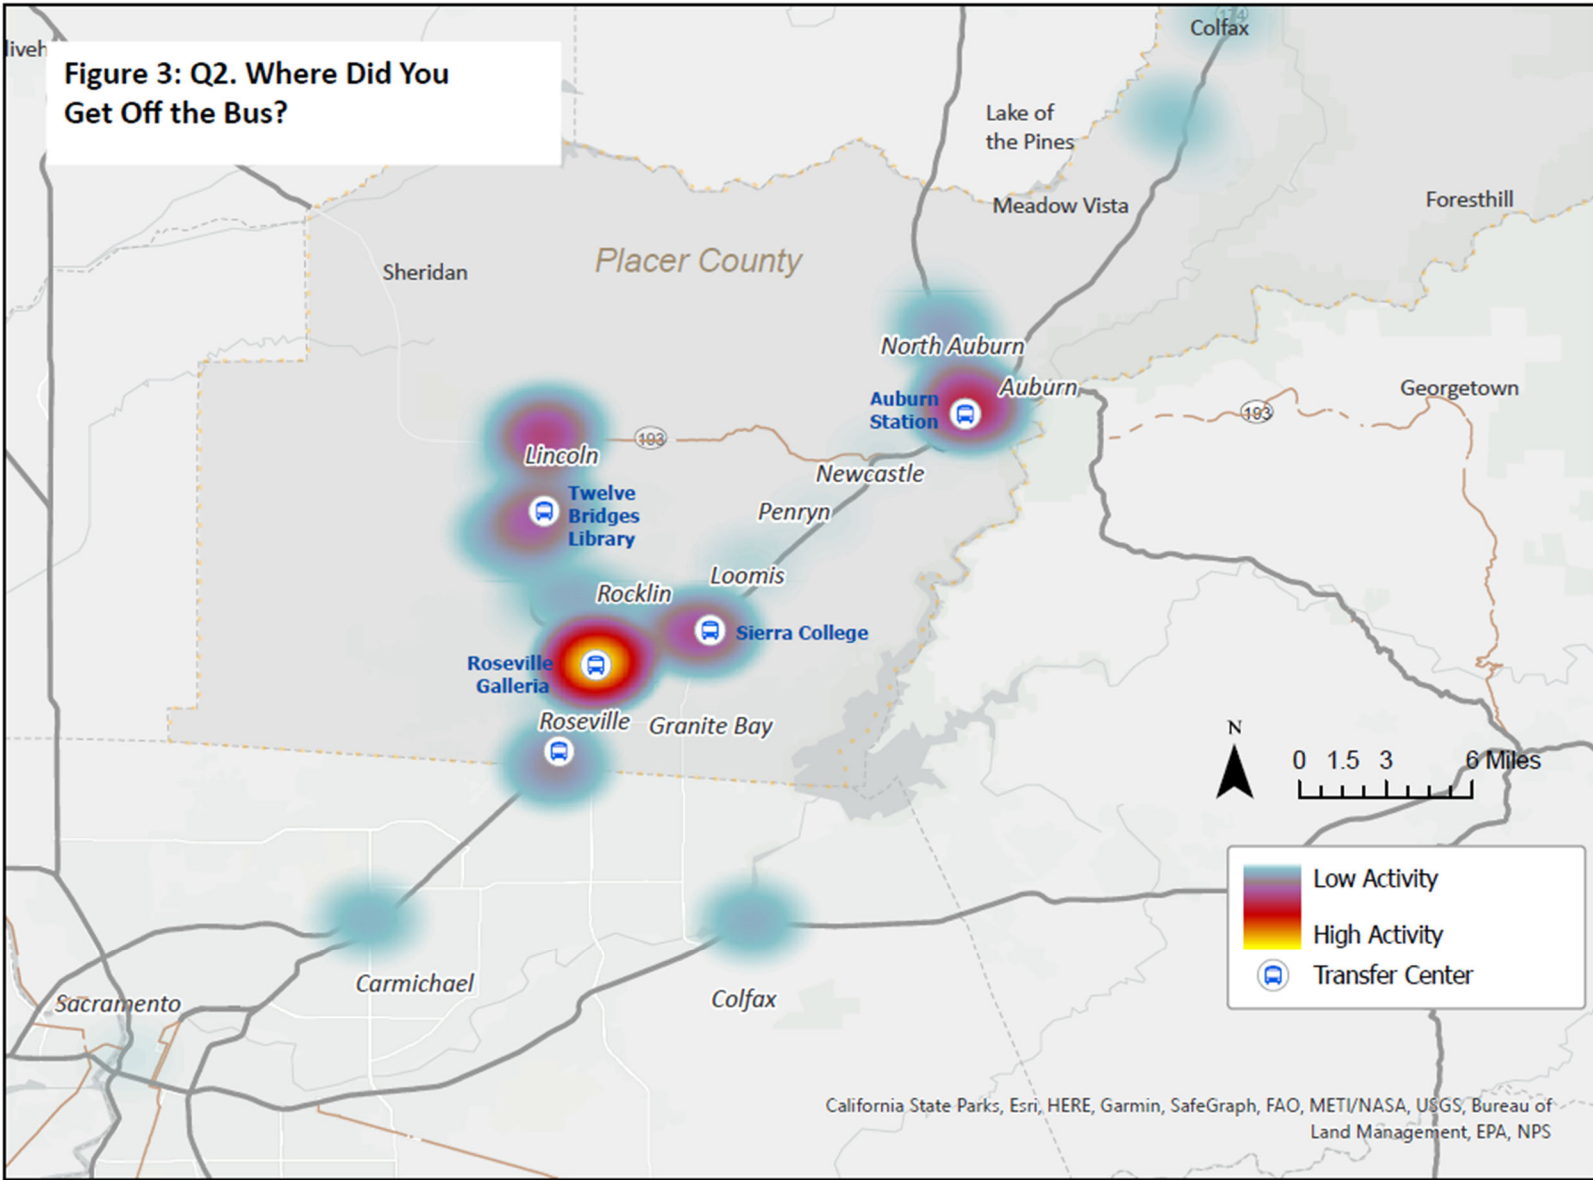 Figure 3: Q2. Where Did You
Get Off the Bus?
Colfax
Lake of
the Pines
Meadow Vista
Foresthill
Placer County
Sheridan
North Auburn
Auburn
Auburn
Station
Georgetown
193
193
Lincoln
Newcastle
Twelve
Bridges
Library
Penryn
Loomis
Rocklin
Sierra College
Roseville
Galleria
Roseville
Granite Bay
N
0 1.5 3 6 Miles
Low Activity
High Activity
Transfer Center
Carmichael
Colfax
Sacramento
California State Parks, Esri, HERE, Garmin, SafeGraph, FAO, METI/NASA, USGS, Bureau of
Land Management, EPA, NPS